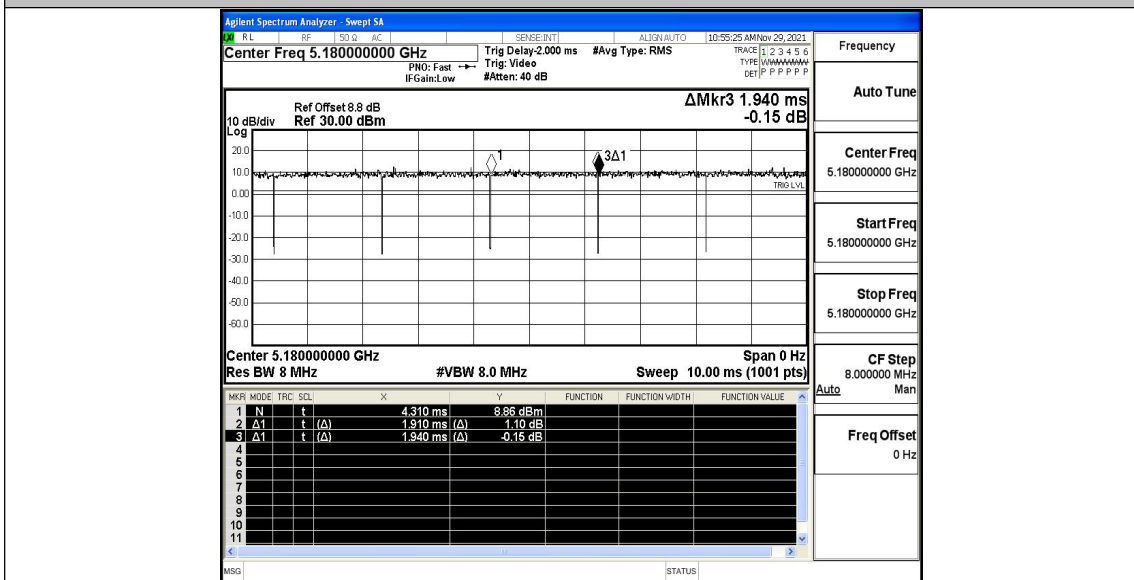 Agilent Spectrum Analyzer - Swept SA
LXI RL RF 50 Ω AC SENSE:INT ALIGN AUTO 10:55:25 AM Nov 29, 2021
Center Freq 5.180000000 GHz
PNO: Fast
IFGain:Low
Trig Delay-2.000 ms
Trig: Video
#Atten: 40 dB
#Avg Type: RMS
TRACE 1 2 3 4 5 6
TYPE WWWWWW
DET P P P P P P
ΔMkr3 1.940 ms
-0.15 dB
10 dB/div
Log
Ref Offset 8.8 dB
Ref 30.00 dBm
20.0
10.0
0.00
-10.0
-20.0
-30.0
-40.0
-50.0
-60.0
1
3Δ1
TRIG LVL
Center 5.180000000 GHz Span 0 Hz
Res BW 8 MHz #VBW 8.0 MHz Sweep 10.00 ms (1001 pts)
MKR MODE TRC SCL X Y FUNCTION FUNCTION WIDTH FUNCTION VALUE
1 N t 4.310 ms 8.86 dBm
2 Δ1 t (Δ) 1.910 ms (Δ) 1.10 dB
3 Δ1 t (Δ) 1.940 ms (Δ) -0.15 dB
4
5
6
7
8
9
10
11
MSG STATUS
Frequency
Auto Tune
Center Freq
5.180000000 GHz
Start Freq
5.180000000 GHz
Stop Freq
5.180000000 GHz
CF Step
8.000000 MHz
Auto Man
Freq Offset
0 Hz